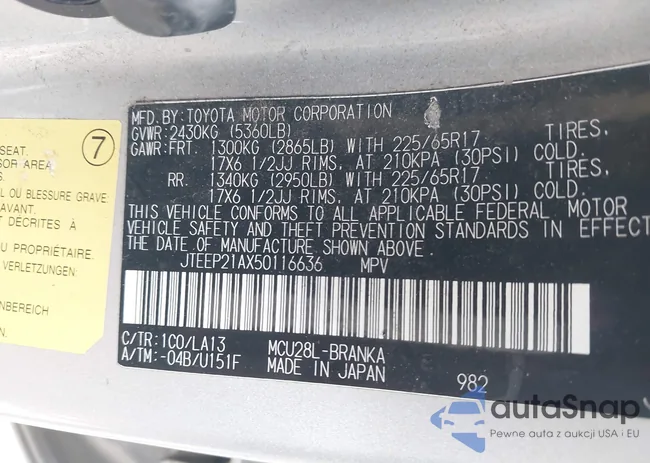 MFD. BY: TOYOTA MOTOR CORPORATION
GVWR: 2430KG (5360LB)
GAWR: FRT. 1300KG (2865LB) WITH 225/65R17 TIRES,
17X6 1/2JJ RIMS, AT 210KPA (30PSI) COLD.
RR. 1340KG (2950LB) WITH 225/65R17 TIRES,
17X6 1/2JJ RIMS, AT 210KPA (30PSI) COLD.
THIS VEHICLE CONFORMS TO ALL APPLICABLE FEDERAL MOTOR
VEHICLE SAFETY AND THEFT PREVENTION STANDARDS IN EFFECT
THE DATE OF MANUFACTURE SHOWN ABOVE.
JTEEP21AX50116636 MPV
C/TR: 1C0/LA13 MCU28L-BRANKA
A/TM: -04B/U151F MADE IN JAPAN 982
7
SEAT.
SOR AREA
L OU BLESSURE GRAVE
AVANT.
T DÉCRITES À
DU PROPRIÉTAIRE.
VERLETZUNGEN
NBEREICH
autoSnap
Pewne auta z aukcji USA i EU